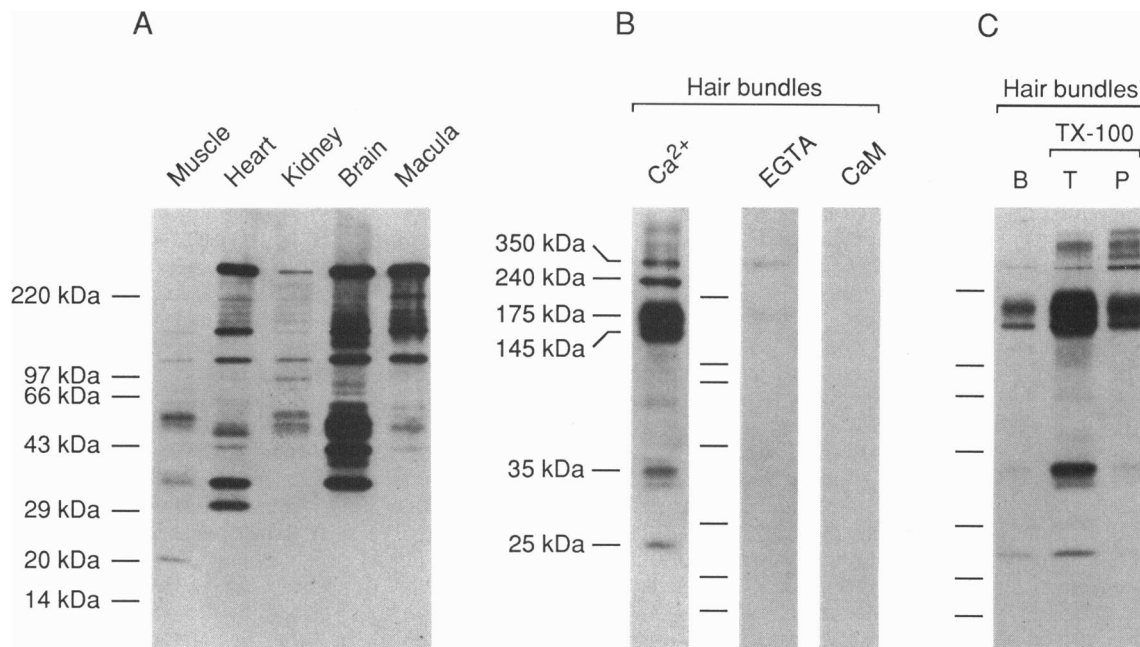 A
B
C
Hair bundles
Hair bundles
TX-100
Muscle
Heart
Kidney
Brain
Macula
Ca2+
EGTA
CaM
B
T
P
220 kDa
97 kDa
66 kDa
43 kDa
29 kDa
20 kDa
14 kDa
350 kDa
240 kDa
175 kDa
145 kDa
35 kDa
25 kDa